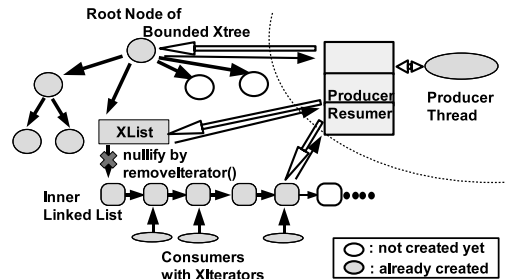 Root Node of
Bounded Xtree
Producer
Resumer
Producer
Thread
XList
nullify by
removeIterator()
Inner
Linked List
Consumers
with XIterators
: not created yet
: already created